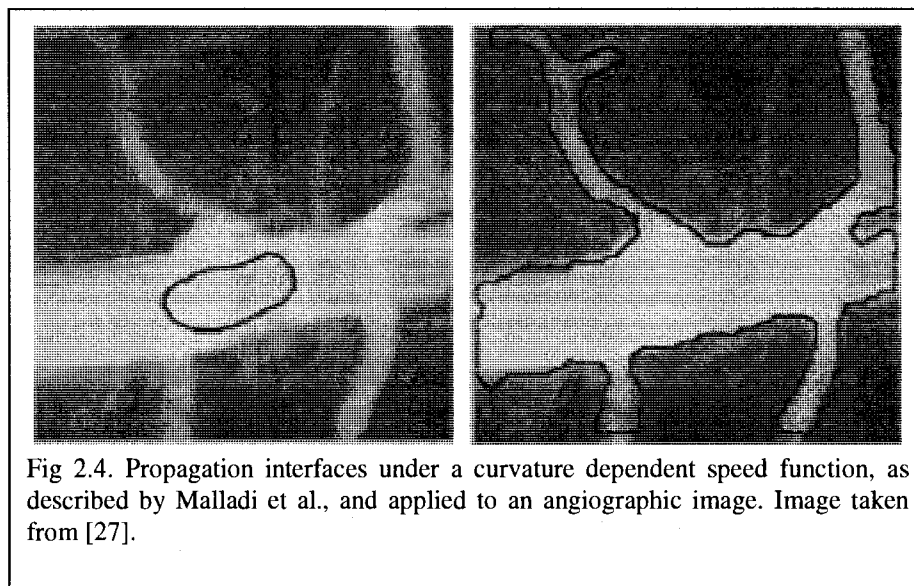 Fig 2.4. Propagation interfaces under a curvature dependent speed function, as
described by Malladi et al., and applied to an angiographic image. Image taken
from [27].